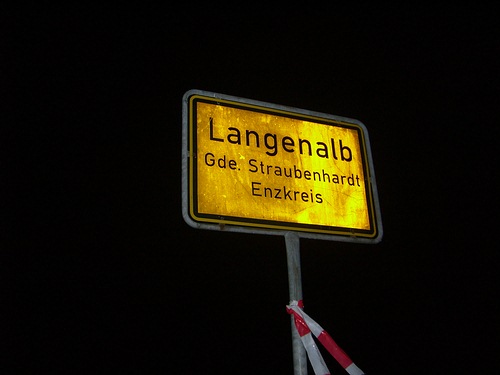 Langenalb
Gde. Straubenhardt
Enzkreis